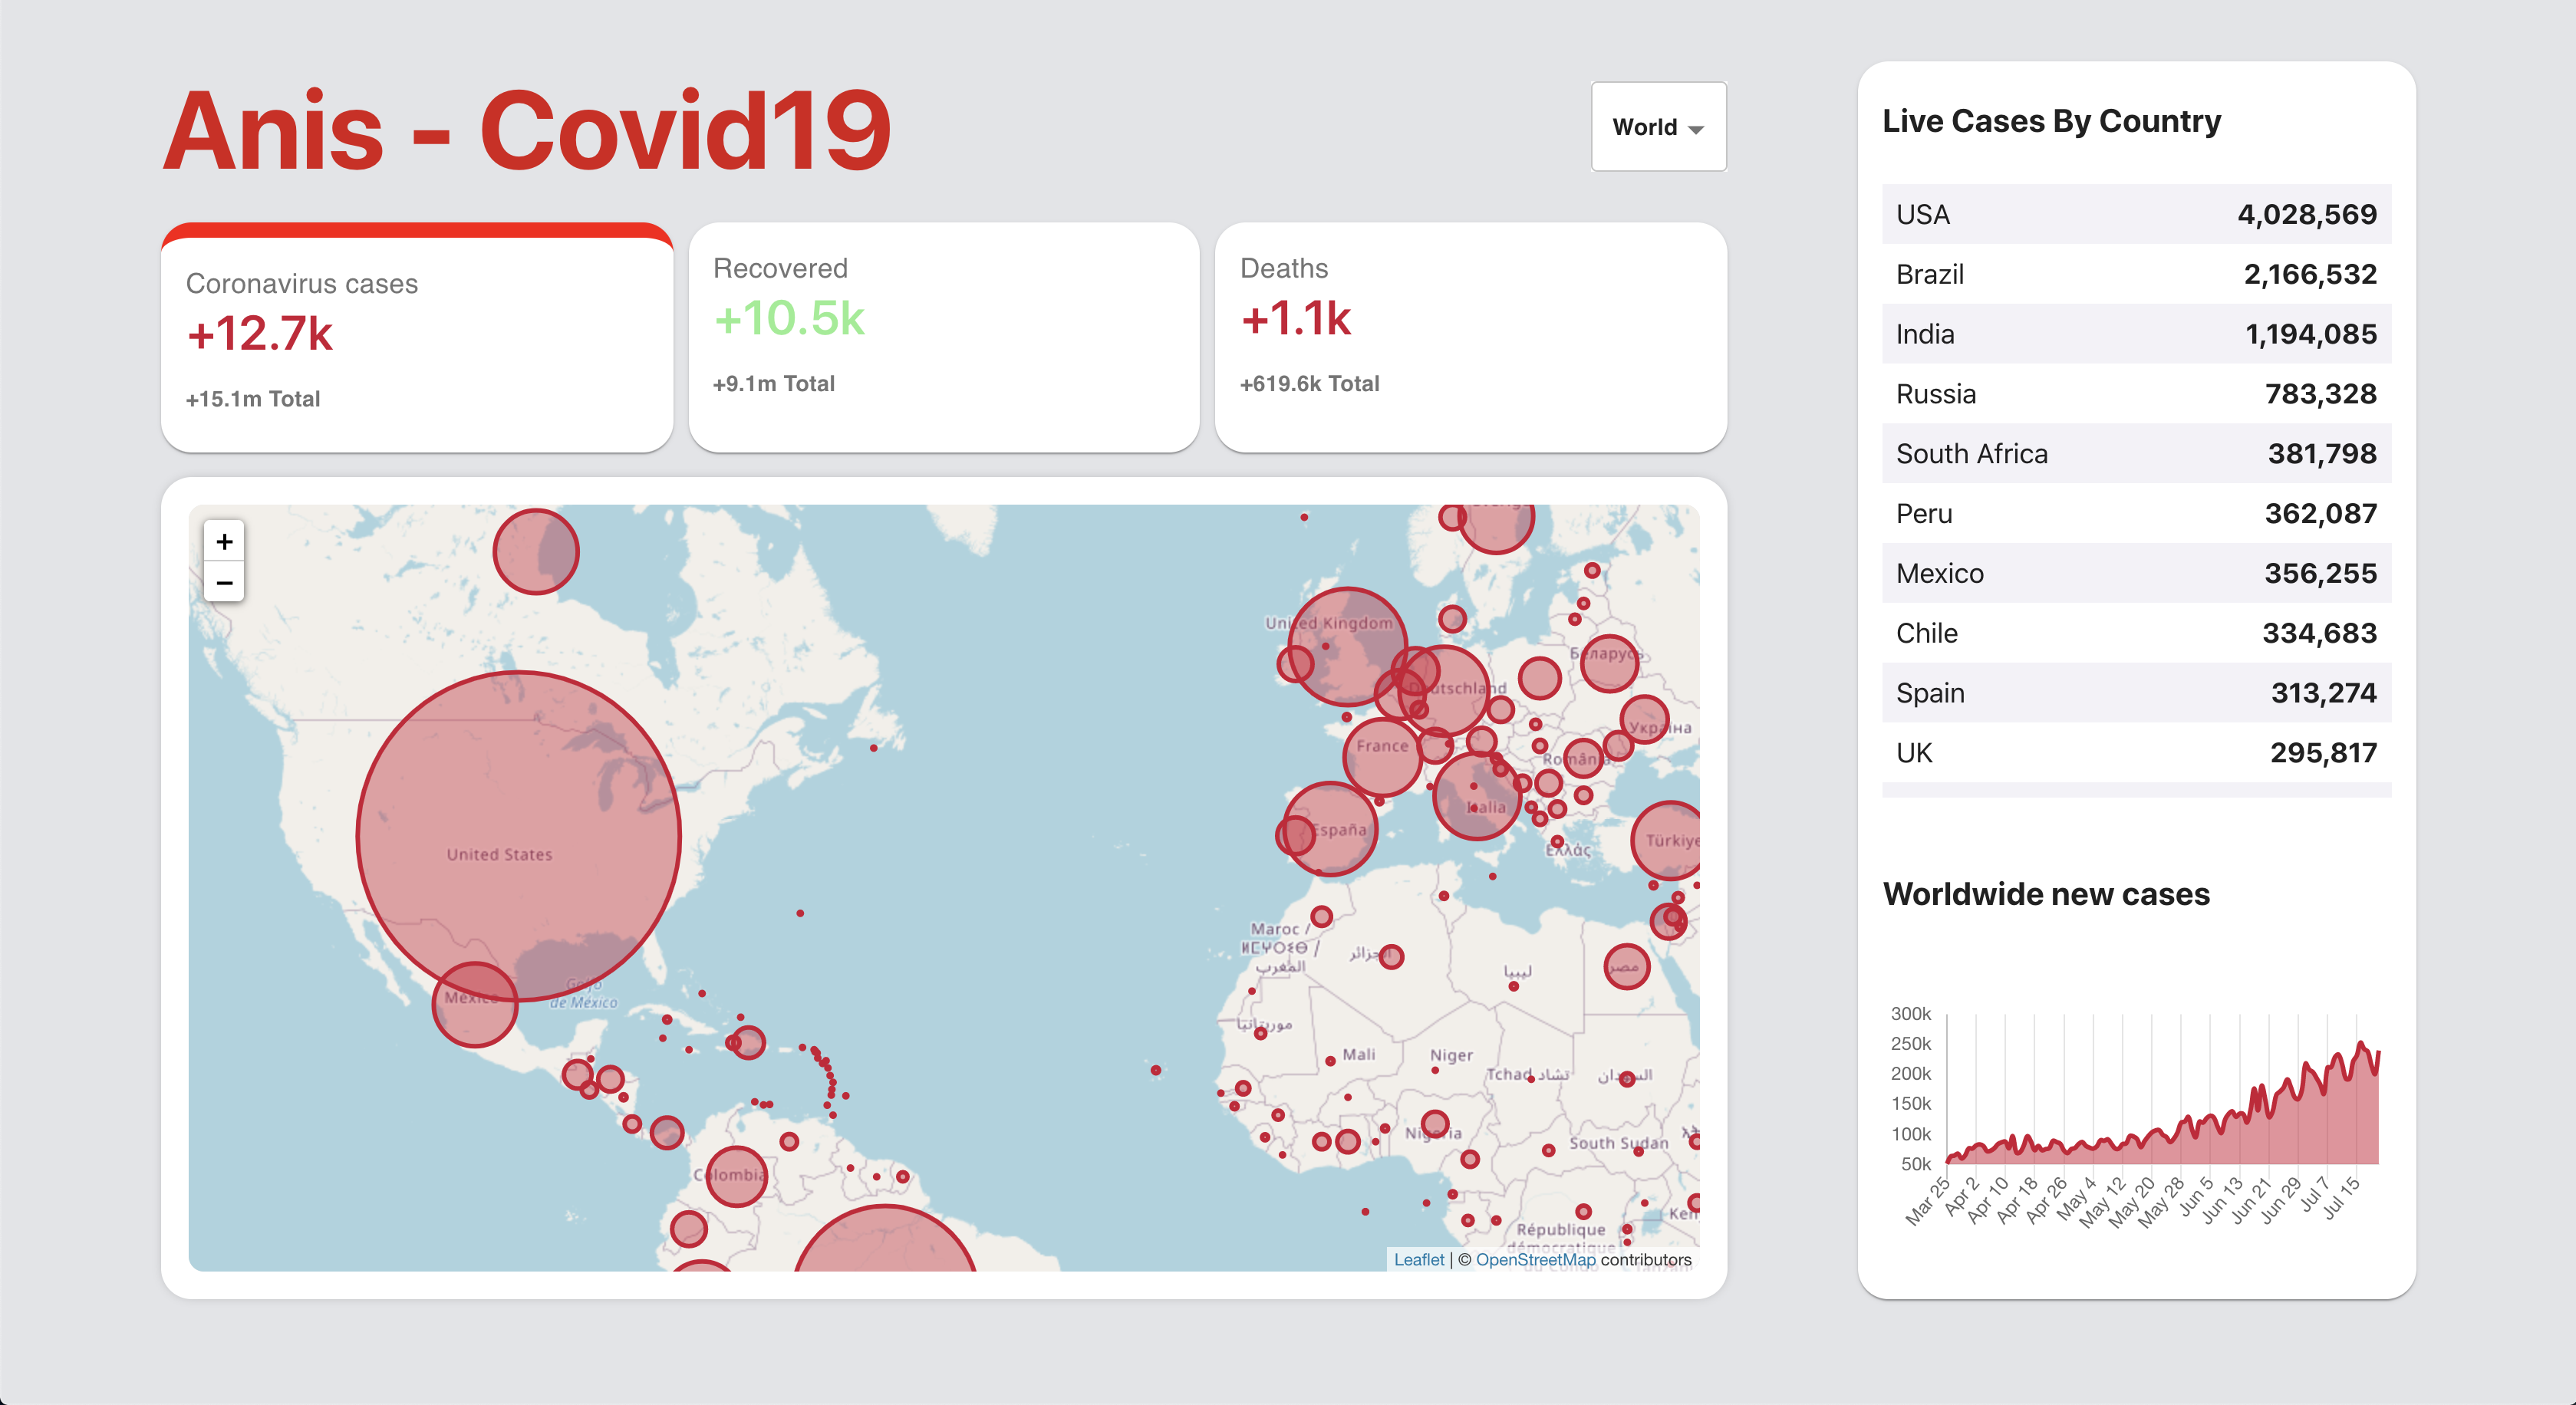 Anis - Covid19
World
Coronavirus cases
+12.7k
+15.1m Total
Recovered
+10.5k
+9.1m Total
Deaths
+1.1k
+619.6k Total
+
−
United Kingdom
Беларусь
Deutschland
Україна
France
România
Italia
España
Türkiye
Ελλάς
United States
Maroc /
ⵍⵎⵖⵔⵉⴱ /
المغرب
الجزائر
ليبيا
مصر
México
Golfo
de México
موريتانيا
Mali
Niger
Tchad تشاد
السودان
Nigeria
South Sudan
Colombia
Ken
République
démocratique
du Congo
Leaflet | © OpenStreetMap contributors
Live Cases By Country
USA 4,028,569
Brazil 2,166,532
India 1,194,085
Russia 783,328
South Africa 381,798
Peru 362,087
Mexico 356,255
Chile 334,683
Spain 313,274
UK 295,817
Worldwide new cases
300k
250k
200k
150k
100k
50k
Mar 25 Apr 2 Apr 10 Apr 18 Apr 26 May 4 May 12 May 20 May 28 Jun 5 Jun 13 Jun 21 Jun 29 Jul 7 Jul 15